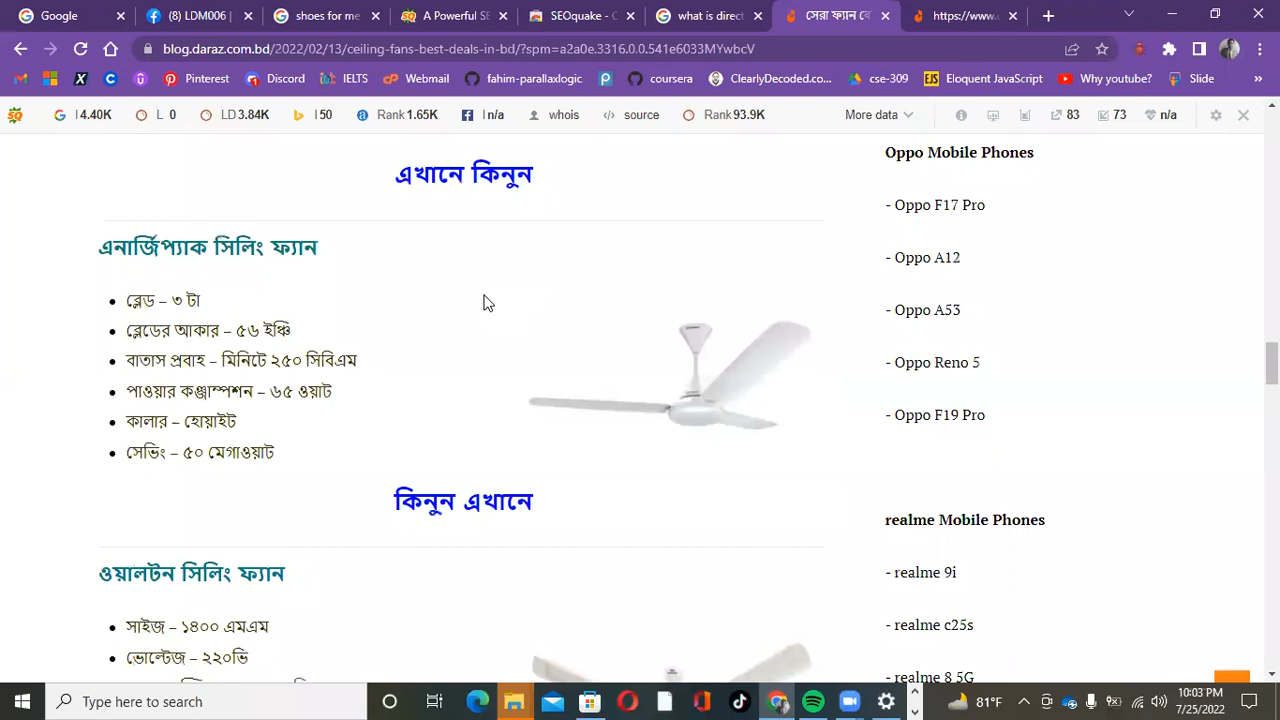 Google
(8) LDM006 |
shoes for me
A Powerful SE
SEOquake - C
what is direct
সেরা ফ্যান বে
https://www.
blog.daraz.com.bd/2022/02/13/ceiling-fans-best-deals-in-bd/?spm=a2a0e.3316.0.0.541e6033MYwbcV
Pinterest
Discord
IELTS
Webmail
fahim-parallaxlogic
coursera
ClearlyDecoded.co...
cse-309
EJS
Eloquent JavaScript
Why youtube?
Slide
»
I 4.40K
L 0
LD 3.84K
I 50
Rank 1.65K
I n/a
whois
source
Rank 93.9K
More data
83
73
n/a
এখানে কিনুন
এনার্জিপ্যাক সিলিং ফ্যান
• ব্লেড – ৩ টা
• ব্লেডের আকার – ৫৬ ইঞ্চি
• বাতাস প্রবাহ – মিনিটে ২৫০ সিবিএম
• পাওয়ার কঞ্জাম্পশন – ৬৫ ওয়াট
• কালার – হোয়াইট
• সেভিং – ৫০ মেগাওয়াট
কিনুন এখানে
ওয়ালটন সিলিং ফ্যান
• সাইজ – ১৪০০ এমএম
• ভোল্টেজ – ২২০ভি
Oppo Mobile Phones
- Oppo F17 Pro
- Oppo A12
- Oppo A53
- Oppo Reno 5
- Oppo F19 Pro
realme Mobile Phones
- realme 9i
- realme c25s
- realme 8 5G
Type here to search
81°F
10:03 PM
7/25/2022